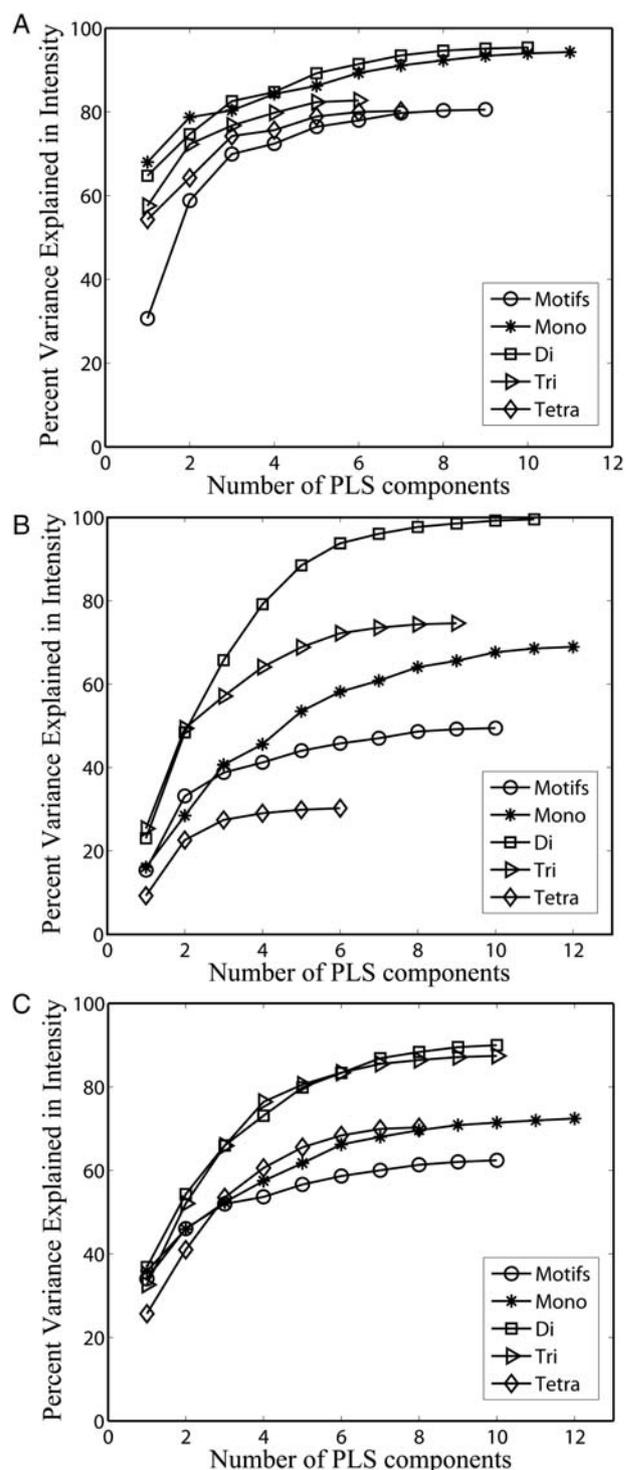 A
Percent Variance Explained in Intensity
100
80
60
40
20
0
0 2 4 6 8 10 12
Number of PLS components
Motifs
Mono
Di
Tri
Tetra
B
Percent Variance Explained in Intensity
100
80
60
40
20
0
0 2 4 6 8 10 12
Number of PLS components
Motifs
Mono
Di
Tri
Tetra
C
Percent Variance Explained in Intensity
100
80
60
40
20
0
0 2 4 6 8 10 12
Number of PLS components
Motifs
Mono
Di
Tri
Tetra